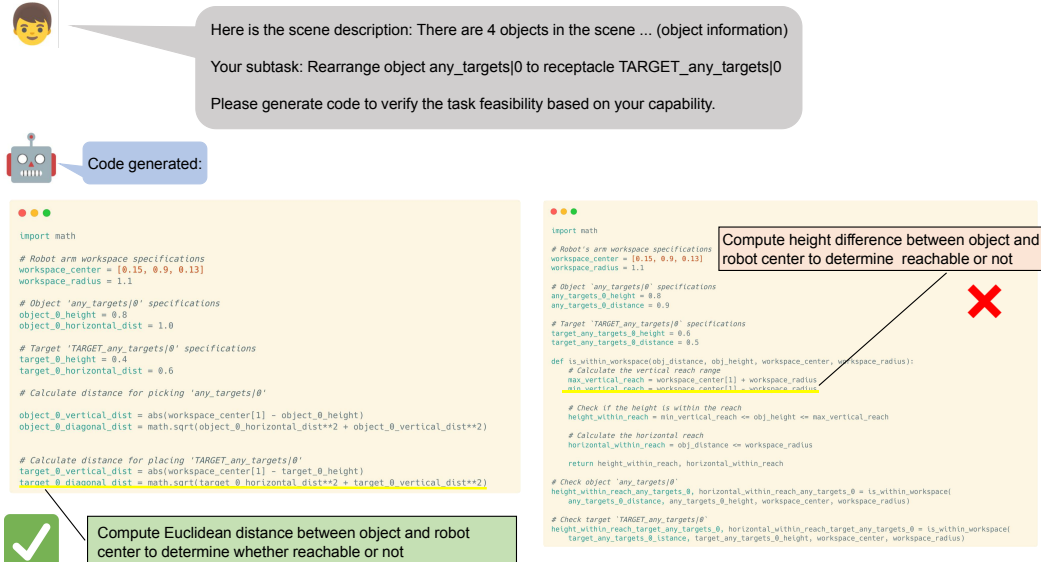 Here is the scene description: There are 4 objects in the scene ... (object information)
Your subtask: Rearrange object any_targets|0 to receptacle TARGET_any_targets|0
Please generate code to verify the task feasibility based on your capability.
Code generated:
import math
# Robot arm workspace specifications
workspace_center = [0.15, 0.9, 0.13]
workspace_radius = 1.1
# Object 'any_targets|0' specifications
object_0_height = 0.8
object_0_horizontal_dist = 1.0
# Target 'TARGET_any_targets|0' specifications
target_0_height = 0.4
target_0_horizontal_dist = 0.6
# Calculate distance for picking 'any_targets|0'
object_0_vertical_dist = abs(workspace_center[1] - object_0_height)
object_0_diagonal_dist = math.sqrt(object_0_horizontal_dist**2 + object_0_vertical_dist**2)
# Calculate distance for placing 'TARGET_any_targets|0'
target_0_vertical_dist = abs(workspace_center[1] - target_0_height)
target_0_diagonal_dist = math.sqrt(target_0_horizontal_dist**2 + target_0_vertical_dist**2)
Compute Euclidean distance between object and robot
center to determine whether reachable or not
import math
# Robot's arm workspace specifications
workspace_center = [0.15, 0.9, 0.13]
workspace_radius = 1.1
Compute height difference between object and
robot center to determine reachable or not
# Object `any_targets|0` specifications
any_targets_0_height = 0.8
any_targets_0_distance = 0.9
# Target `TARGET_any_targets|0` specifications
target_any_targets_0_height = 0.6
target_any_targets_0_distance = 0.5
def is_within_workspace(obj_distance, obj_height, workspace_center, workspace_radius):
# Calculate the vertical reach range
max_vertical_reach = workspace_center[1] + workspace_radius
min_vertical_reach = workspace_center[1] - workspace_radius
# Check if the height is within the reach
height_within_reach = min_vertical_reach <= obj_height <= max_vertical_reach
# Calculate the horizontal reach
horizontal_within_reach = obj_distance <= workspace_radius
return height_within_reach, horizontal_within_reach
# Check object `any_targets|0`
height_within_reach_any_targets_0, horizontal_within_reach_any_targets_0 = is_within_workspace(
any_targets_0_distance, any_targets_0_height, workspace_center, workspace_radius)
# Check target `TARGET_any_targets|0`
height_within_reach_target_any_targets_0, horizontal_within_reach_target_any_targets_0 = is_within_workspace(
target_any_targets_0_istance, target_any_targets_0_height, workspace_center, workspace_radius)